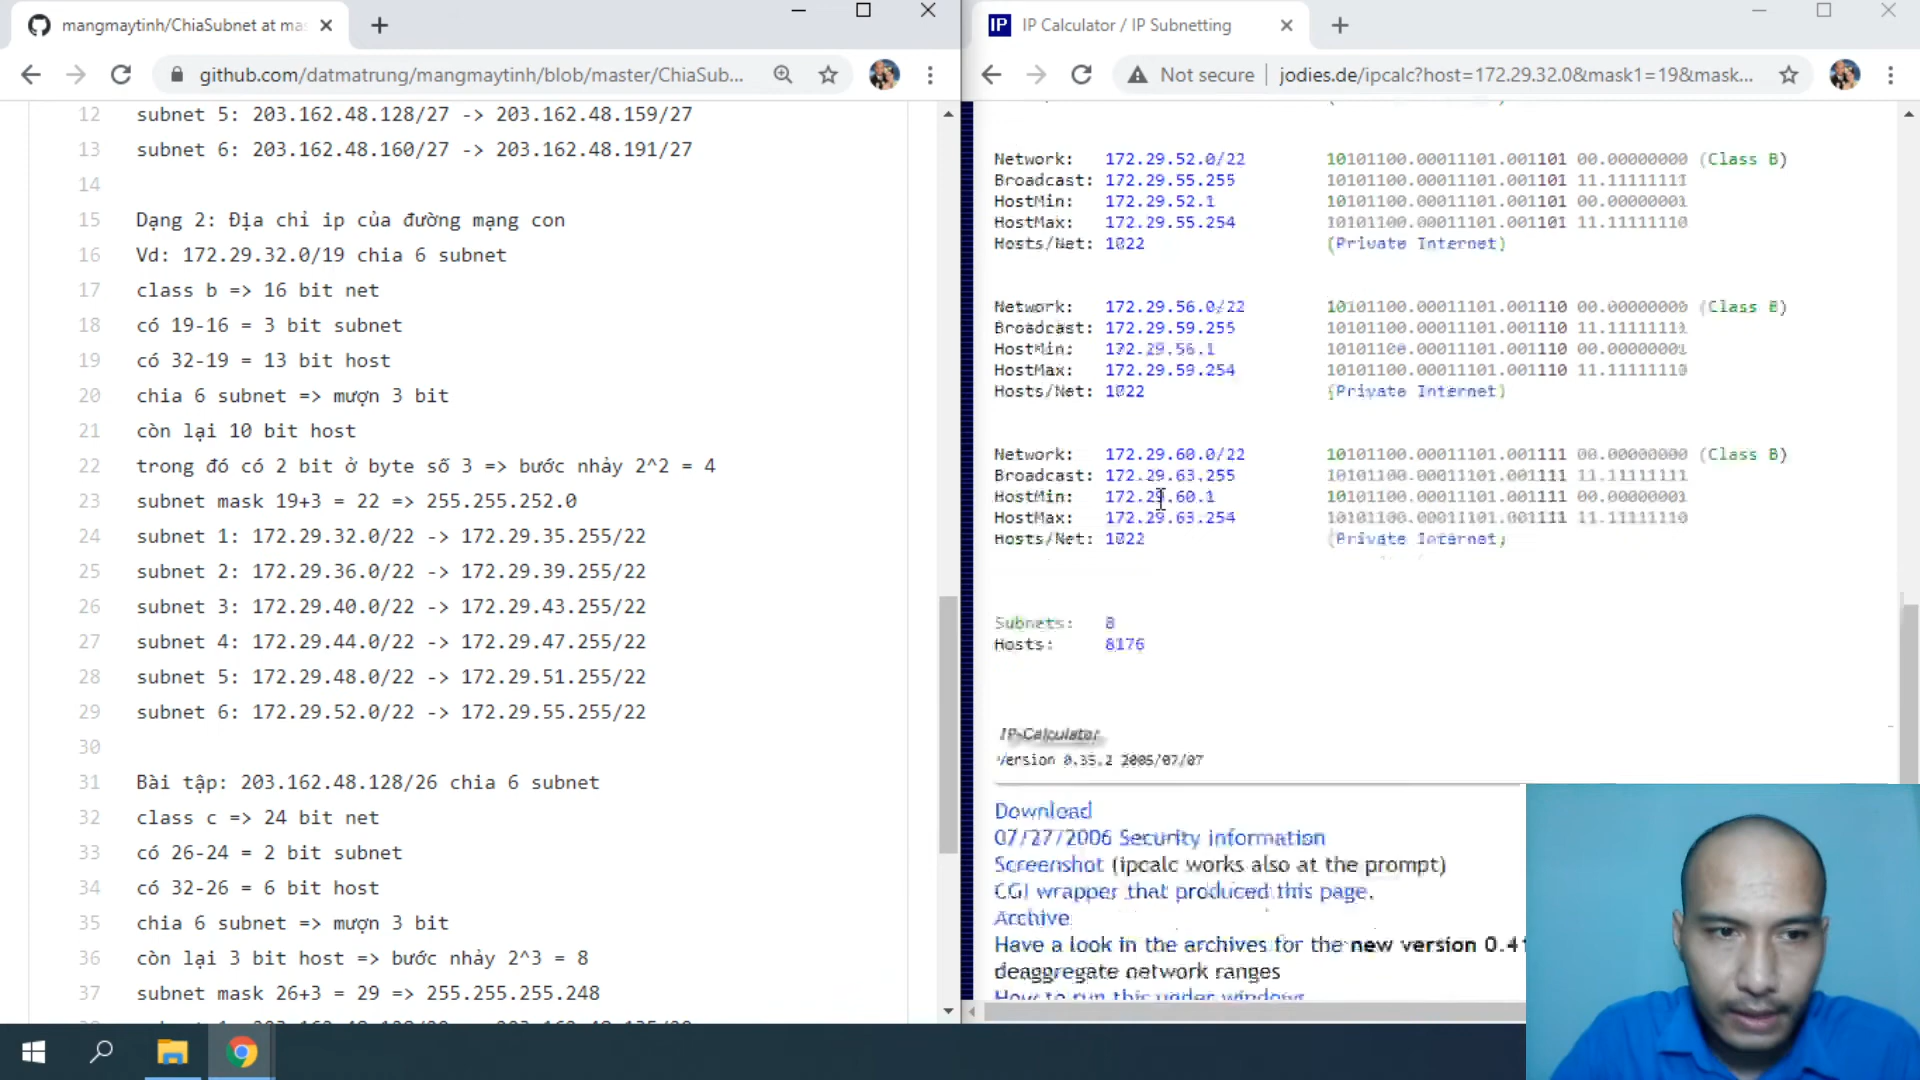 mangmaytinh/ChiaSubnet at mas
github.com/datmatrung/mangmaytinh/blob/master/ChiaSub...
12 subnet 5: 203.162.48.128/27 -> 203.162.48.159/27
13 subnet 6: 203.162.48.160/27 -> 203.162.48.191/27
14
15 Dạng 2: Địa chỉ ip của đường mạng con
16 Vd: 172.29.32.0/19 chia 6 subnet
17 class b => 16 bit net
18 có 19-16 = 3 bit subnet
19 có 32-19 = 13 bit host
20 chia 6 subnet => mượn 3 bit
21 còn lại 10 bit host
22 trong đó có 2 bit ở byte số 3 => bước nhảy 2^2 = 4
23 subnet mask 19+3 = 22 => 255.255.252.0
24 subnet 1: 172.29.32.0/22 -> 172.29.35.255/22
25 subnet 2: 172.29.36.0/22 -> 172.29.39.255/22
26 subnet 3: 172.29.40.0/22 -> 172.29.43.255/22
27 subnet 4: 172.29.44.0/22 -> 172.29.47.255/22
28 subnet 5: 172.29.48.0/22 -> 172.29.51.255/22
29 subnet 6: 172.29.52.0/22 -> 172.29.55.255/22
30
31 Bài tập: 203.162.48.128/26 chia 6 subnet
32 class c => 24 bit net
33 có 26-24 = 2 bit subnet
34 có 32-26 = 6 bit host
35 chia 6 subnet => mượn 3 bit
36 còn lại 3 bit host => bước nhảy 2^3 = 8
37 subnet mask 26+3 = 29 => 255.255.255.248
IP IP Calculator / IP Subnetting
Not secure jodies.de/ipcalc?host=172.29.32.0&mask1=19&mask...
Network: 172.29.52.0/22 10101100.00011101.001101 00.00000000 (Class B)
Broadcast: 172.29.55.255 10101100.00011101.001101 11.11111111
HostMin: 172.29.52.1 10101100.00011101.001101 00.00000001
HostMax: 172.29.55.254 10101100.00011101.001101 11.11111110
Hosts/Net: 1022 (Private Internet)
Network: 172.29.56.0/22 10101100.00011101.001110 00.00000000 (Class B)
Broadcast: 172.29.59.255 10101100.00011101.001110 11.11111111
HostMin: 172.29.56.1 10101100.00011101.001110 00.00000001
HostMax: 172.29.59.254 10101100.00011101.001110 11.11111110
Hosts/Net: 1022 (Private Internet)
Network: 172.29.60.0/22 10101100.00011101.001111 00.00000000 (Class B)
Broadcast: 172.29.63.255 10101100.00011101.001111 11.11111111
HostMin: 172.29.60.1 10101100.00011101.001111 00.00000001
HostMax: 172.29.63.254 10101100.00011101.001111 11.11111110
Hosts/Net: 1022 (Private Internet)
Subnets: 8
Hosts: 8176
IP-Calculator
Version 0.35.2 2005/07/07
Download
07/27/2006 Security information
Screenshot (ipcalc works also at the prompt)
CGI wrapper that produced this page.
Archive
Have a look in the archives for the new version 0.41
deaggregate network ranges
How to run this under windows